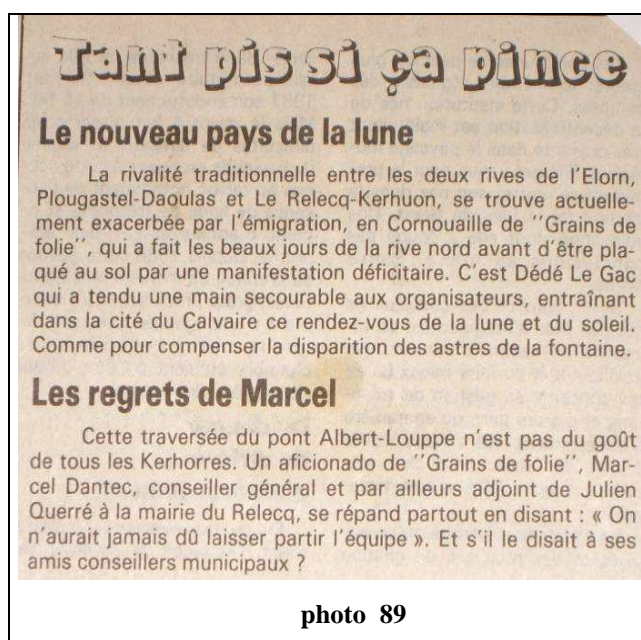 Tant pis si ça pince
Le nouveau pays de la lune
La rivalité traditionnelle entre les deux rives de l'Elorn,
Plougastel-Daoulas et Le Relecq-Kerhuon, se trouve actuelle-
ment exacerbée par l'émigration, en Cornouaille de "Grains de
folie", qui a fait les beaux jours de la rive nord avant d'être pla-
qué au sol par une manifestation déficitaire. C'est Dédé Le Gac
qui a tendu une main secourable aux organisateurs, entraînant
dans la cité du Calvaire ce rendez-vous de la lune et du soleil.
Comme pour compenser la disparition des astres de la fontaine.
Les regrets de Marcel
Cette traversée du pont Albert-Louppe n'est pas du goût
de tous les Kerhorres. Un aficionado de "Grains de folie", Mar-
cel Dantec, conseiller général et par ailleurs adjoint de Julien
Querré à la mairie du Relecq, se répand partout en disant : « On
n'aurait jamais dû laisser partir l'équipe ». Et s'il le disait à ses
amis conseillers municipaux ?
photo 89